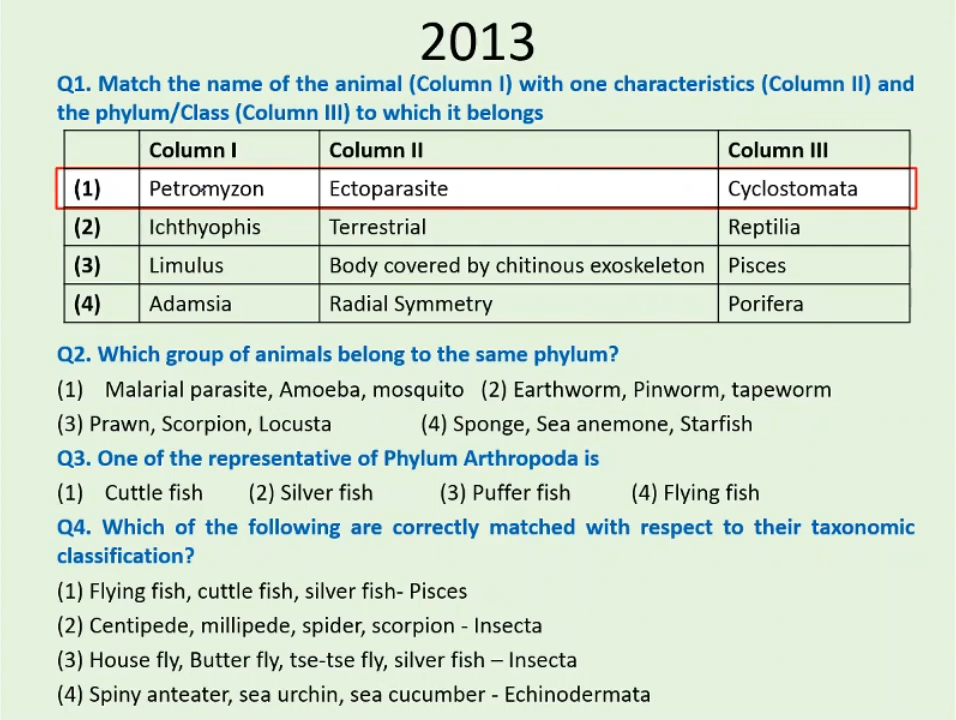 2013
Q1. Match the name of the animal (Column I) with one characteristics (Column II) and
the phylum/Class (Column III) to which it belongs
Column I Column II Column III
(1) Petromyzon Ectoparasite Cyclostomata
(2) Ichthyophis Terrestrial Reptilia
(3) Limulus Body covered by chitinous exoskeleton Pisces
(4) Adamsia Radial Symmetry Porifera
Q2. Which group of animals belong to the same phylum?
(1) Malarial parasite, Amoeba, mosquito (2) Earthworm, Pinworm, tapeworm
(3) Prawn, Scorpion, Locusta (4) Sponge, Sea anemone, Starfish
Q3. One of the representative of Phylum Arthropoda is
(1) Cuttle fish (2) Silver fish (3) Puffer fish (4) Flying fish
Q4. Which of the following are correctly matched with respect to their taxonomic
classification?
(1) Flying fish, cuttle fish, silver fish- Pisces
(2) Centipede, millipede, spider, scorpion - Insecta
(3) House fly, Butter fly, tse-tse fly, silver fish – Insecta
(4) Spiny anteater, sea urchin, sea cucumber - Echinodermata